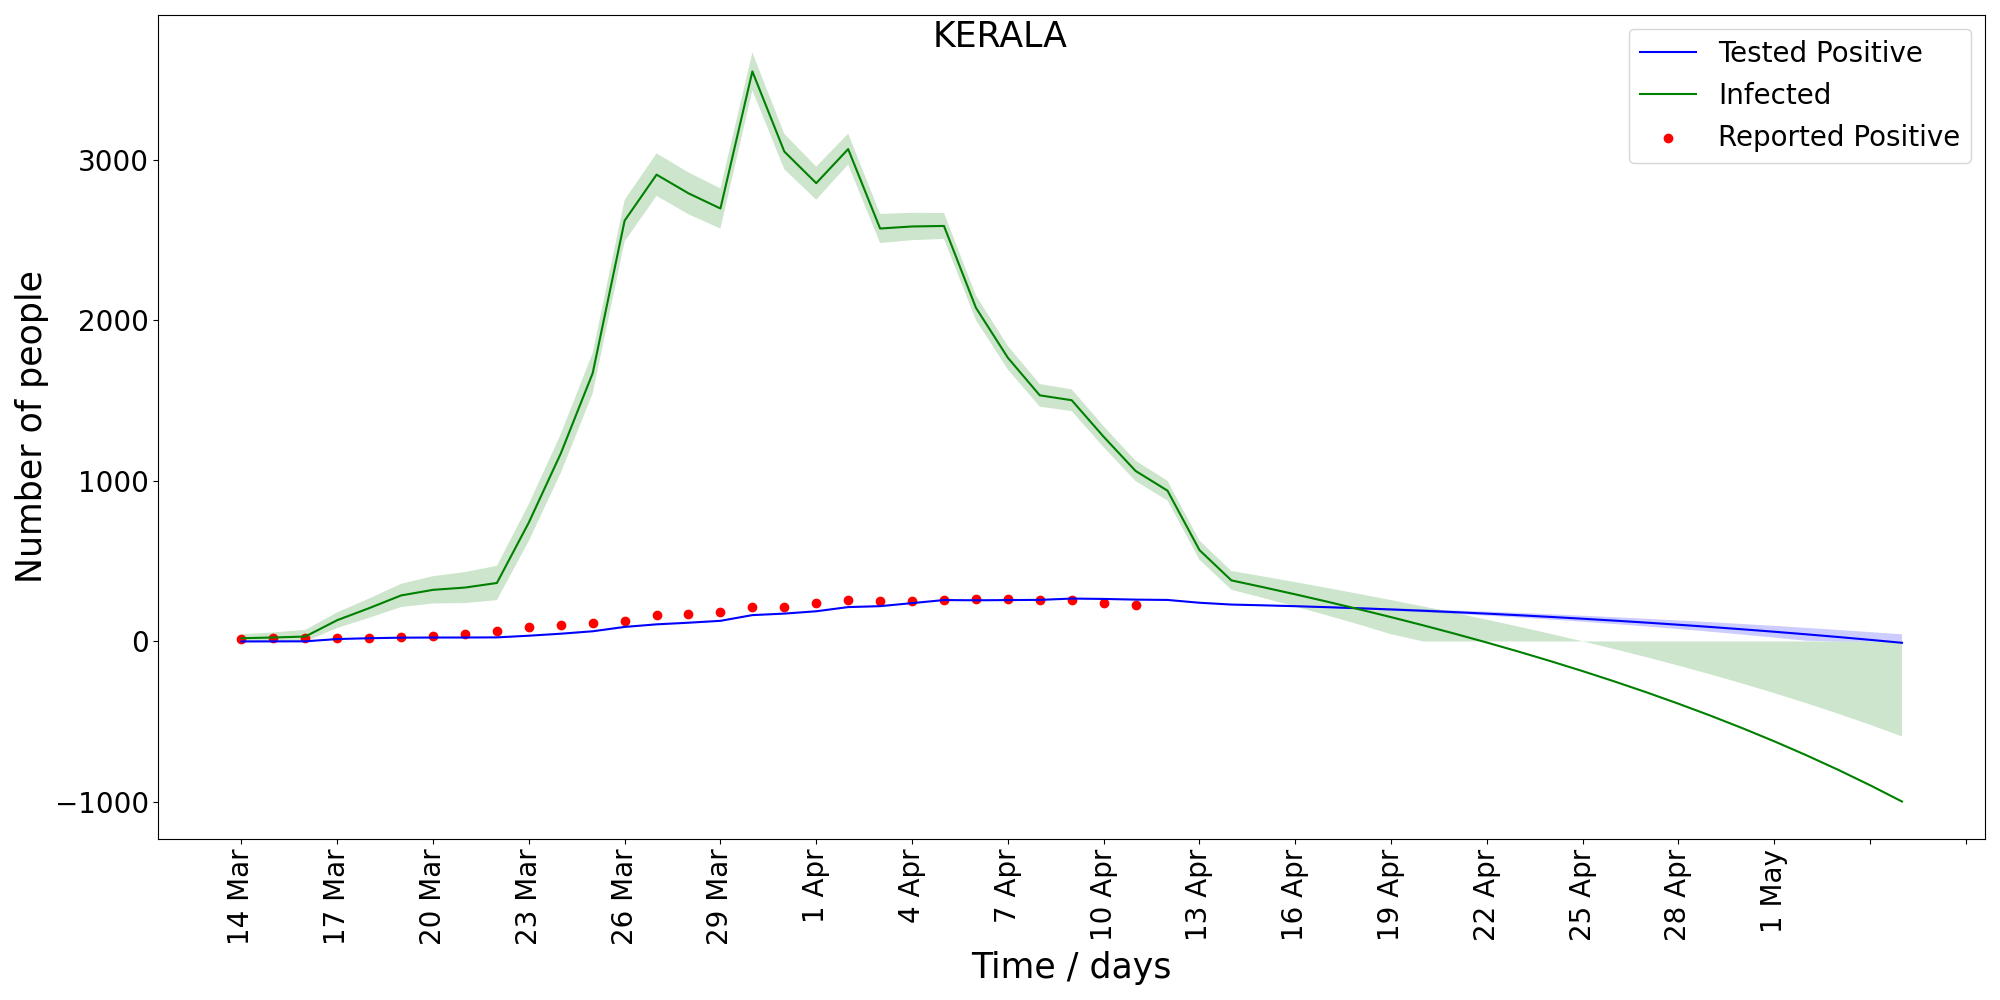 KERALA
Tested Positive
Infected
Reported Positive
Number of people
3000
2000
1000
0
−1000
14 Mar
17 Mar
20 Mar
23 Mar
26 Mar
29 Mar
1 Apr
4 Apr
7 Apr
10 Apr
13 Apr
16 Apr
19 Apr
22 Apr
25 Apr
28 Apr
1 May
Time / days